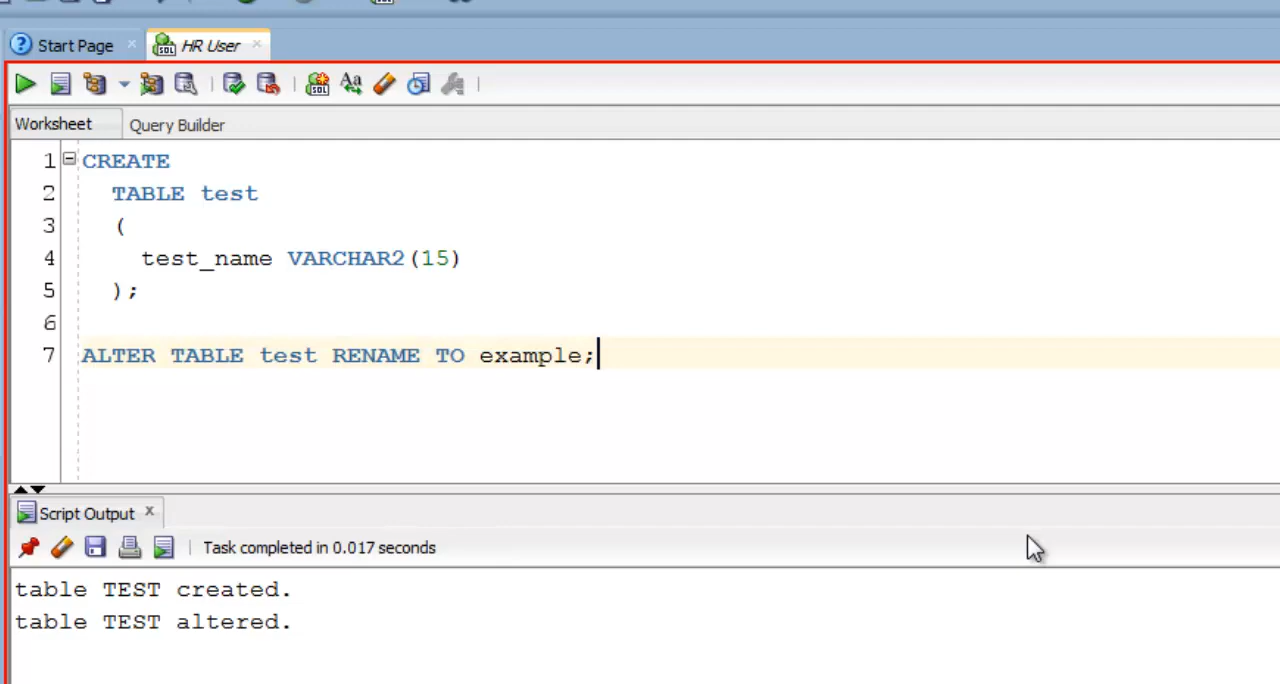 Start Page
HR User
Worksheet
Query Builder
1 CREATE
2 TABLE test
3 (
4 test_name VARCHAR2(15)
5 );
6
7 ALTER TABLE test RENAME TO example;
Script Output
Task completed in 0.017 seconds
table TEST created.
table TEST altered.